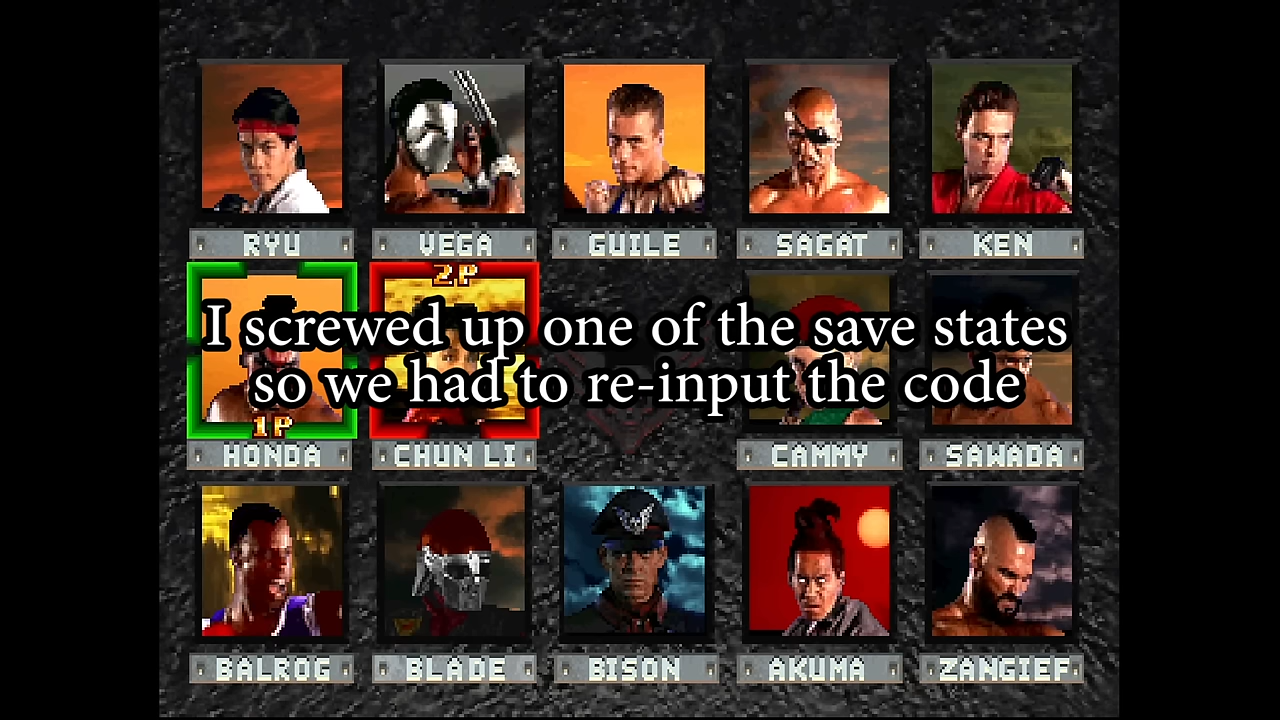 RYU VEGA GUILE SAGAT KEN
2P
I screwed up one of the save states
so we had to re-input the code
1P
HONDA CHUN LI CAMMY SAWADA
BALROG BLADE BISON AKUMA ZANGIEF